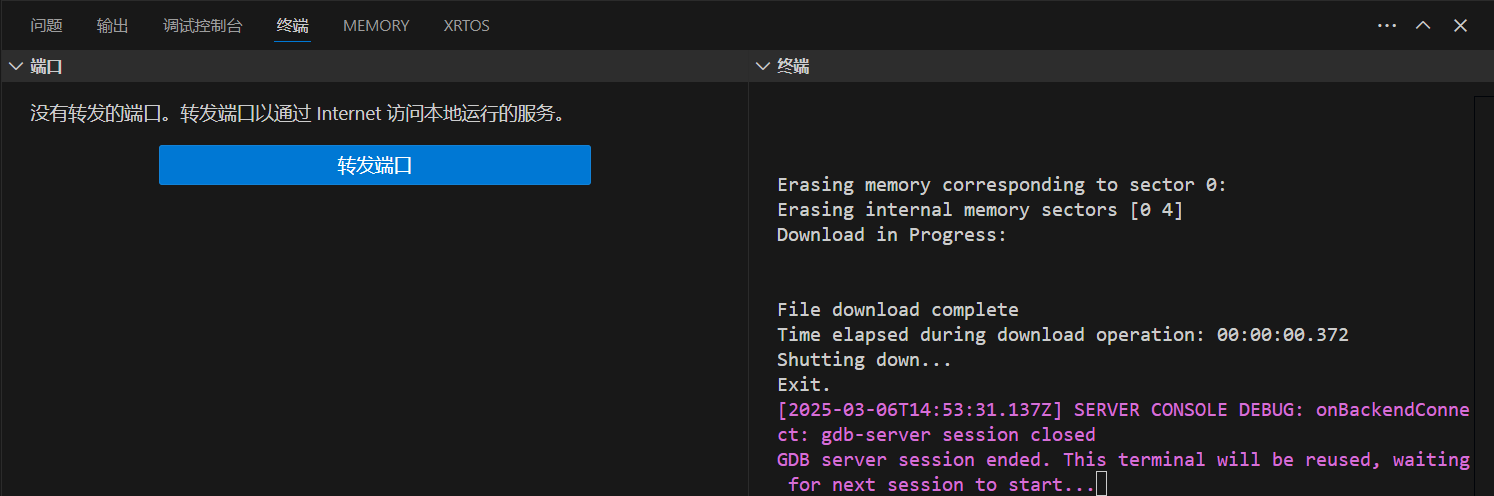 问题 输出 调试控制台 终端 MEMORY XRTOS
端口
没有转发的端口。转发端口以通过 Internet 访问本地运行的服务。
转发端口
终端
Erasing memory corresponding to sector 0:
Erasing internal memory sectors [0 4]
Download in Progress:
File download complete
Time elapsed during download operation: 00:00:00.372
Shutting down...
Exit.
[2025-03-06T14:53:31.137Z] SERVER CONSOLE DEBUG: onBackendConne
ct: gdb-server session closed
GDB server session ended. This terminal will be reused, waiting
for next session to start...